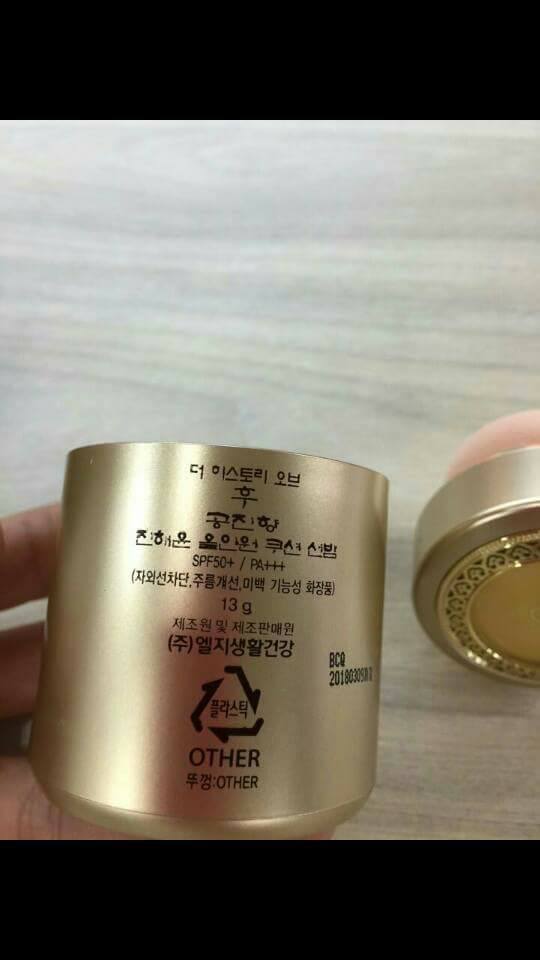 더 히스토리 오브
후
공진향
진해윤 올인원 쿠션 선밤
SPF50+ / PA+++
(자외선차단,주름개선,미백 기능성 화장품)
13 g
제조원 및 제조판매원
(주)엘지생활건강
BCQ
플라스틱
OTHER
뚜껑:OTHER